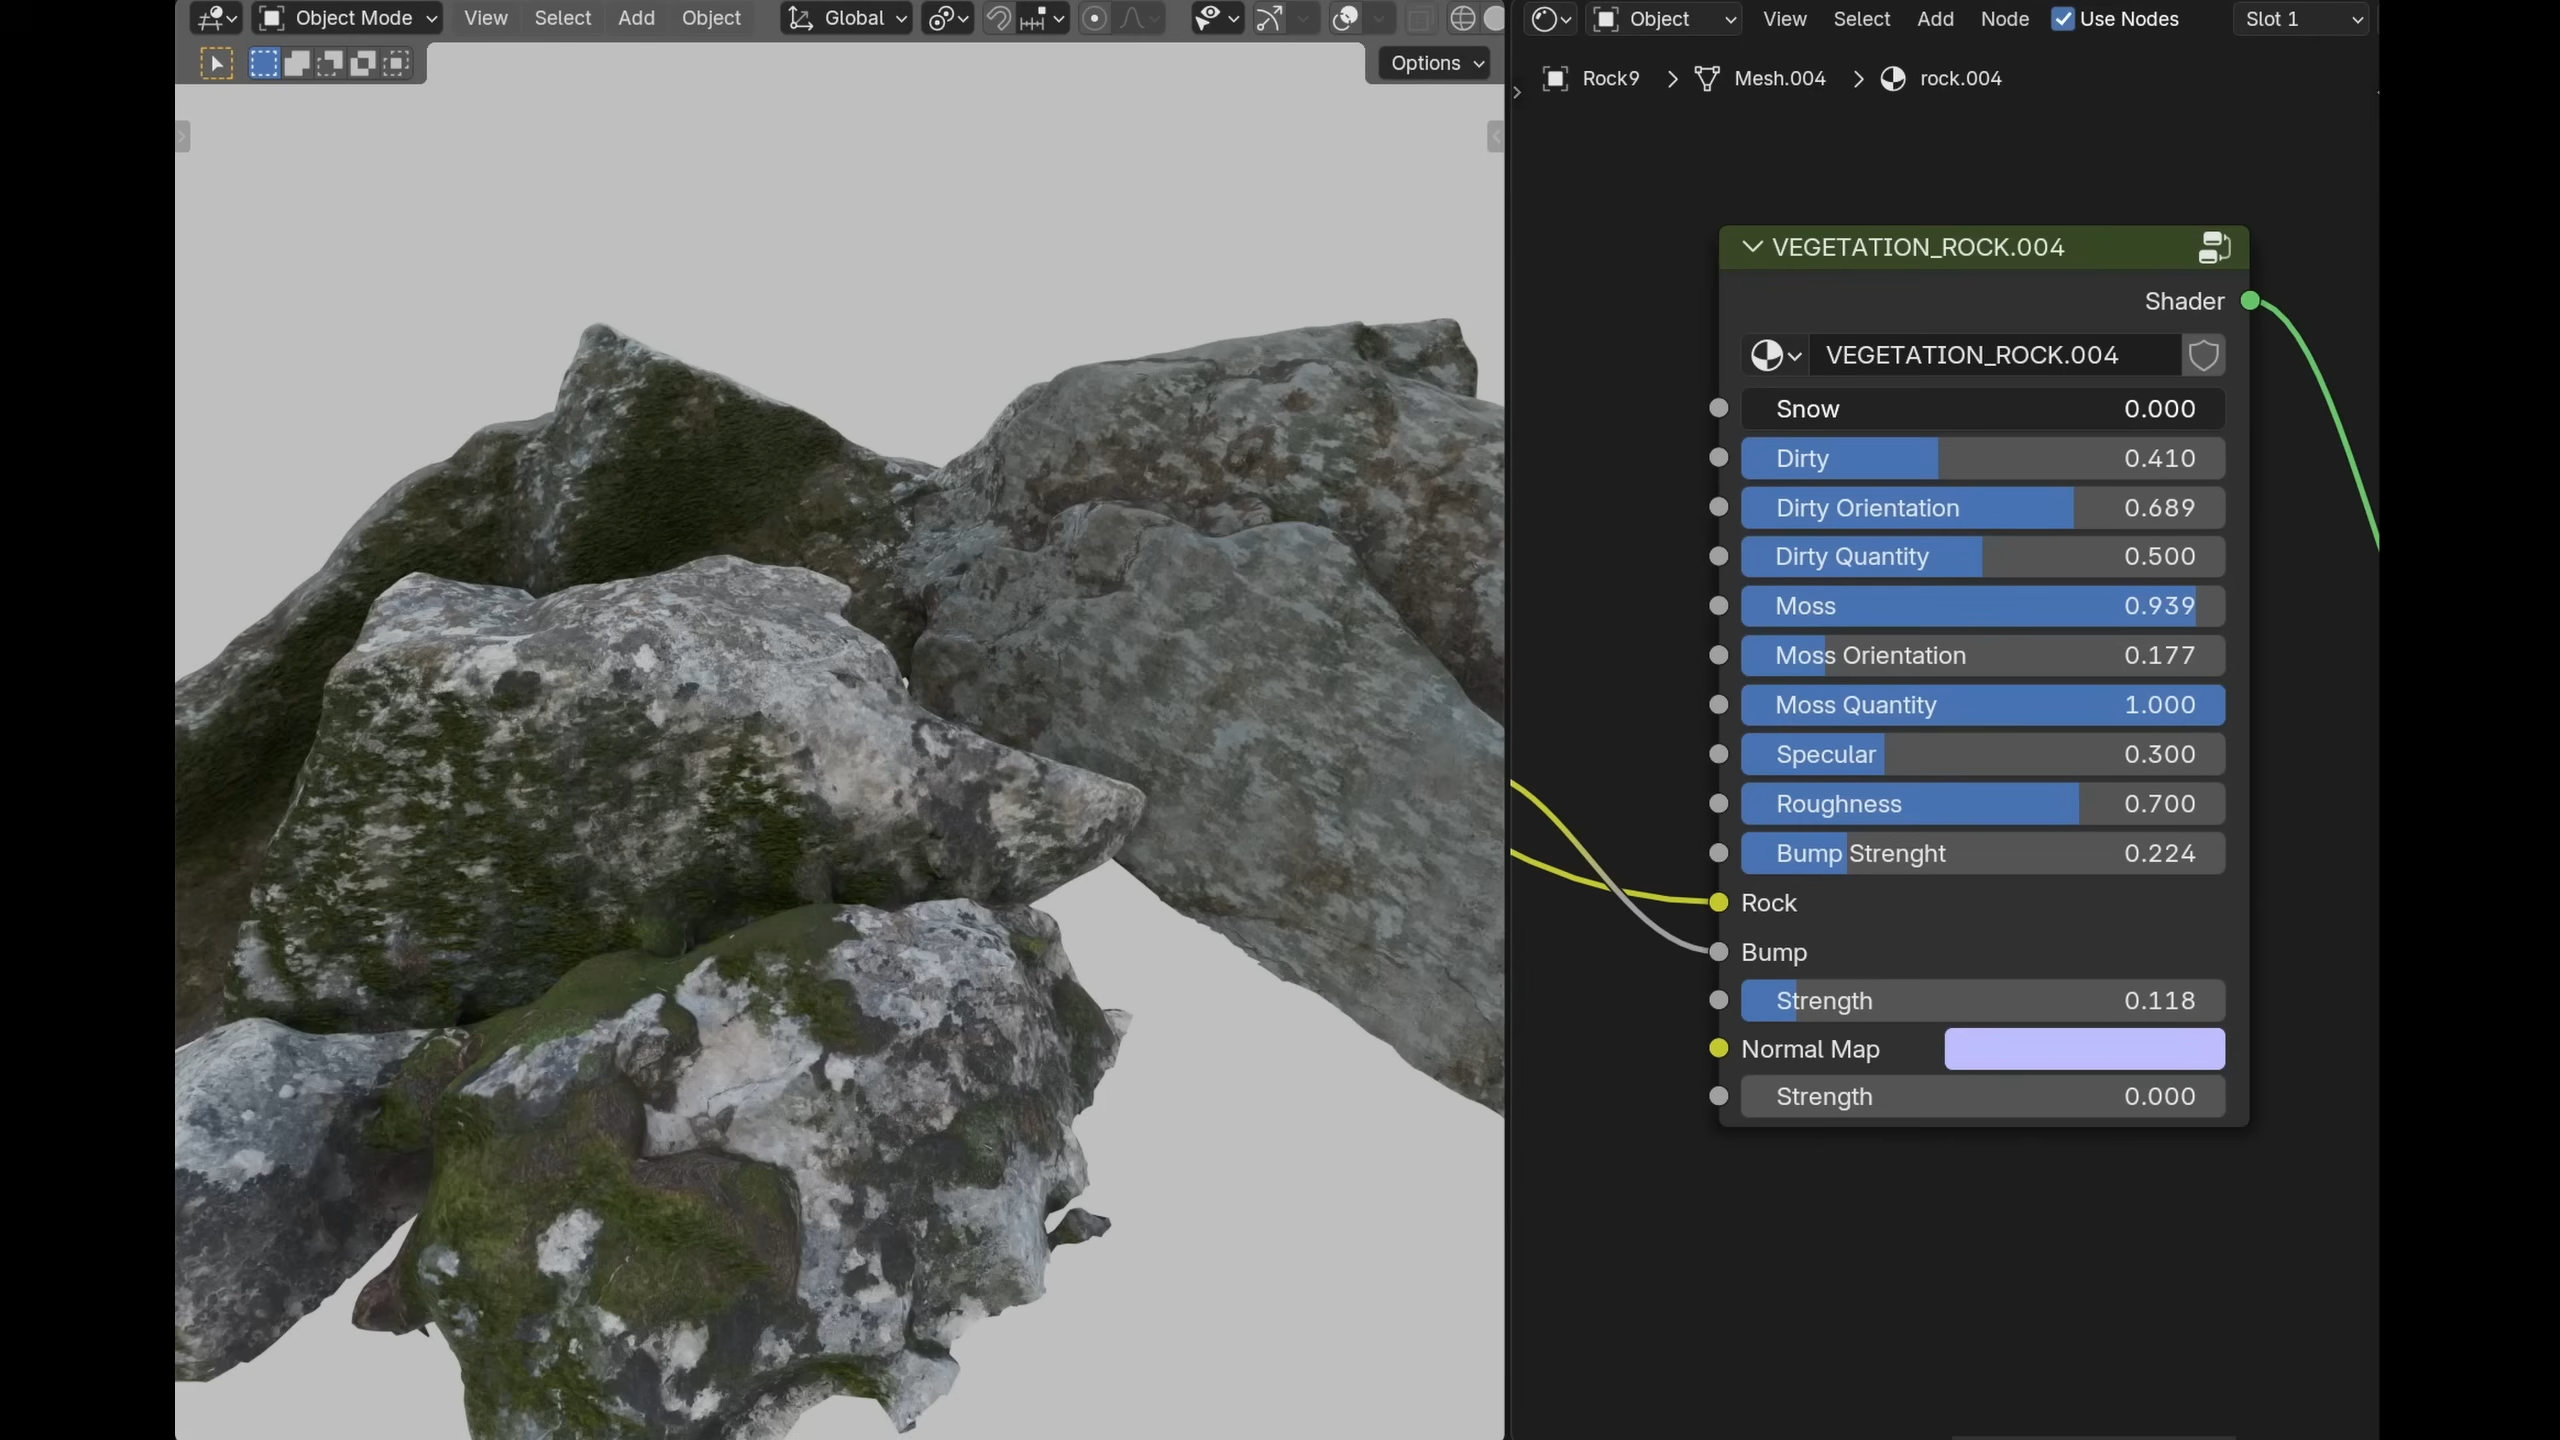 Object Mode View Select Add Object Global
Options
Object View Select Add Node Use Nodes Slot 1
Rock9 Mesh.004 rock.004
VEGETATION_ROCK.004
Shader
VEGETATION_ROCK.004
Snow 0.000
Dirty 0.410
Dirty Orientation 0.689
Dirty Quantity 0.500
Moss 0.939
Moss Orientation 0.177
Moss Quantity 1.000
Specular 0.300
Roughness 0.700
Bump Strenght 0.224
Rock
Bump
Strength 0.118
Normal Map
Strength 0.000